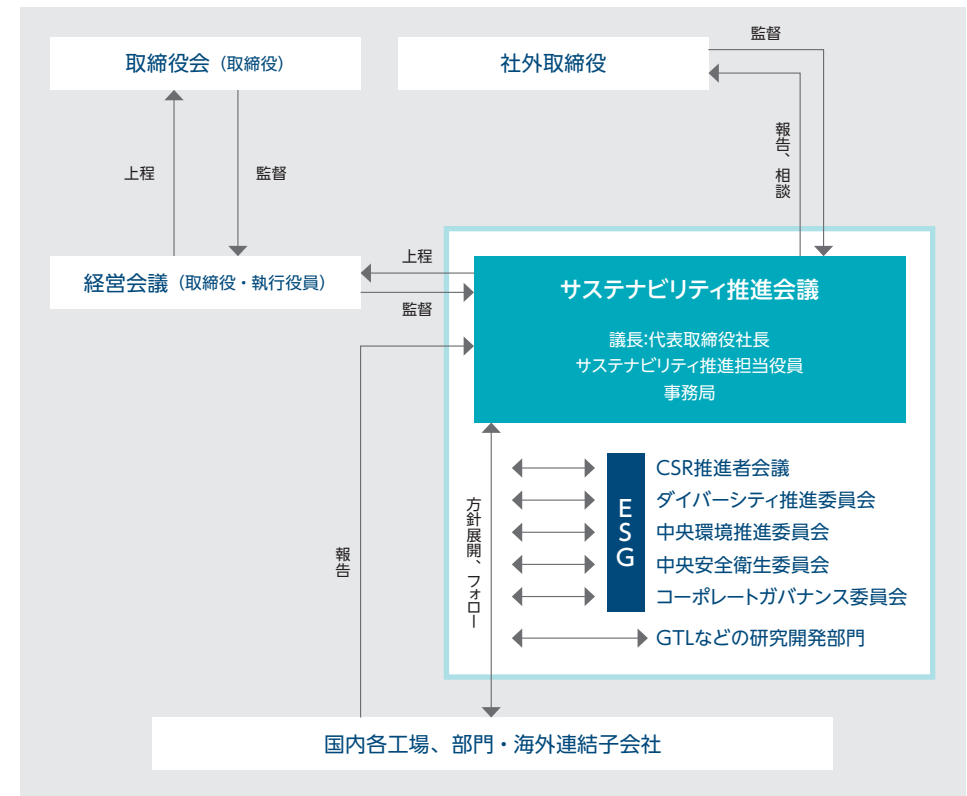 監督
取締役会（取締役）
社外取締役
報告、相談
上程
監督
上程
経営会議（取締役・執行役員）
監督
サステナビリティ推進会議
議長:代表取締役社長
サステナビリティ推進担当役員
事務局
報告
方針展開、フォロー
ESG
CSR推進者会議
ダイバーシティ推進委員会
中央環境推進委員会
中央安全衛生委員会
コーポレートガバナンス委員会
GTLなどの研究開発部門
国内各工場、部門・海外連結子会社